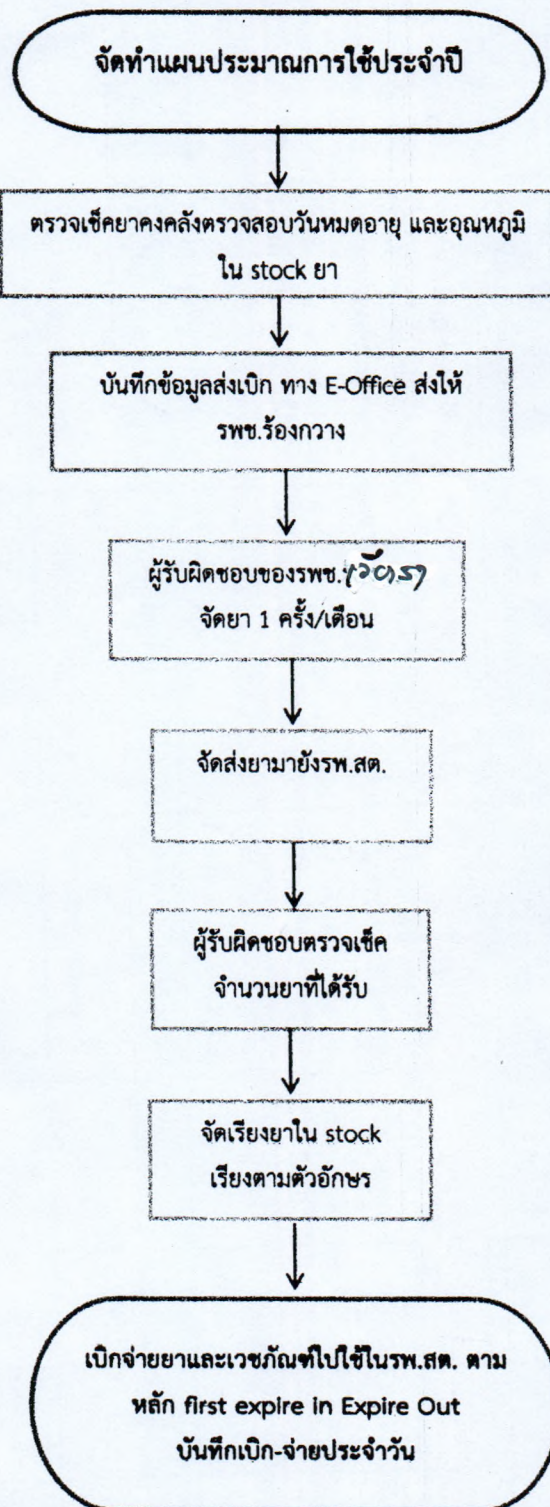 จัดทำแผนประมาณการใช้ประจำปี
ตรวจเช็คยาคงคลังตรวจสอบวันหมดอายุ และอุณหภูมิ
ใน stock ยา
บันทึกข้อมูลส่งเบิก ทาง E-Office ส่งให้
รพช.ร้องกวาง
ผู้รับผิดชอบของรพช.
จัดยา 1 ครั้ง/เดือน
จัดส่งยามายังรพ.สต.
ผู้รับผิดชอบตรวจเช็ค
จำนวนยาที่ได้รับ
จัดเรียงยาใน stock
เรียงตามตัวอักษร
เบิกจ่ายยาและเวชภัณฑ์ไปใช้ในรพ.สต. ตาม
หลัก first expire in Expire Out
บันทึกเบิก-จ่ายประจำวัน